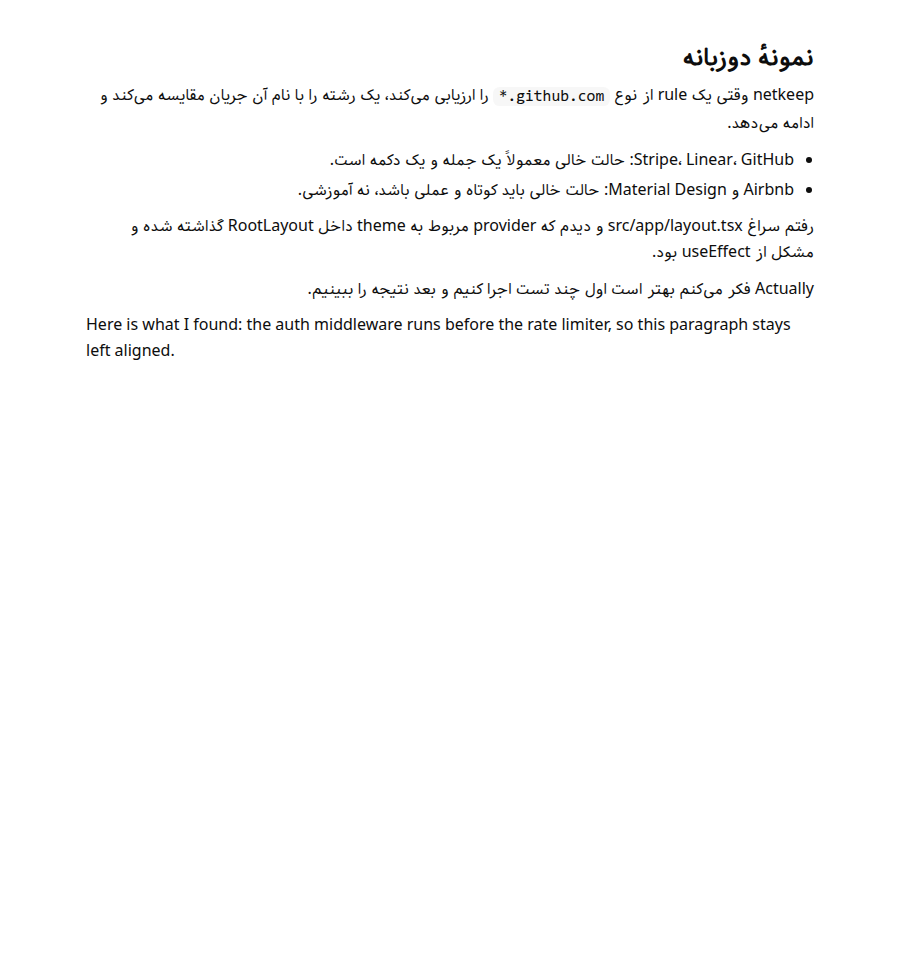 نمونهٔ دوزبانه
netkeep وقتی یک rule از نوع *.github.com را ارزیابی می‌کند، یک رشته را با نام آن جریان مقایسه می‌کند و
ادامه می‌دهد.
• GitHub،‏ Linear،‏ Stripe: حالت خالی معمولاً یک جمله و یک دکمه است.
• Airbnb و Material Design: حالت خالی باید کوتاه و عملی باشد، نه آموزشی.
رفتم سراغ src/app/layout.tsx و دیدم که provider مربوط به theme داخل RootLayout گذاشته شده و
مشکل از useEffect بود.
Actually فکر می‌کنم بهتر است اول چند تست اجرا کنیم و بعد نتیجه را ببینیم.
Here is what I found: the auth middleware runs before the rate limiter, so this paragraph stays
left aligned.